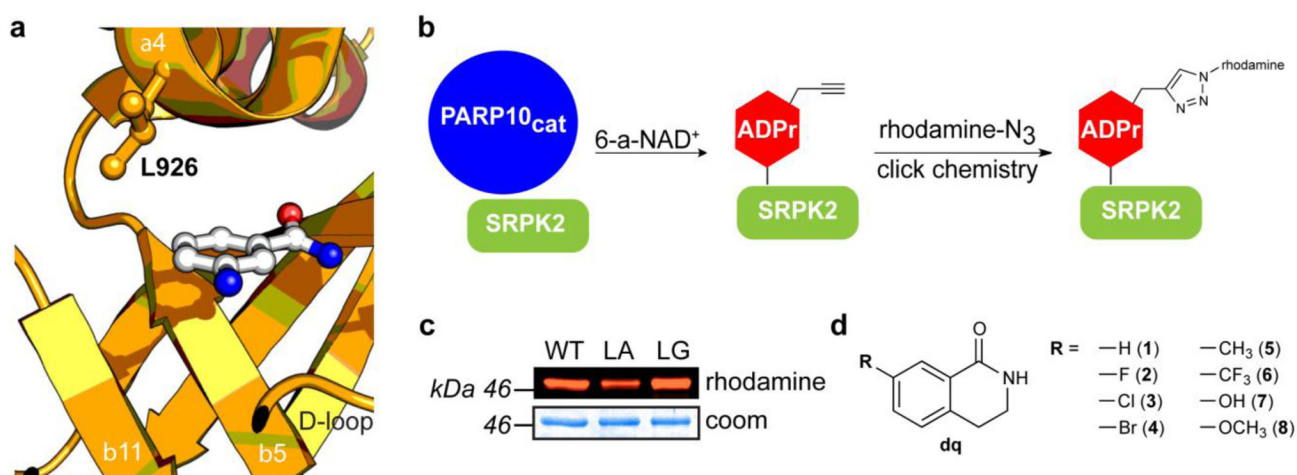 a
a4
L926
D-loop
b11
b5
b
PARP10cat
SRPK2
6-a-NAD+
ADPr
SRPK2
rhodamine-N3
click chemistry
rhodamine
N
N
N
ADPr
SRPK2
c
WT LA LG
kDa 46
rhodamine
46
coom
d
O
R
NH
dq
R = —H (1) —CH3 (5)
—F (2) —CF3 (6)
—Cl (3) —OH (7)
—Br (4) —OCH3 (8)